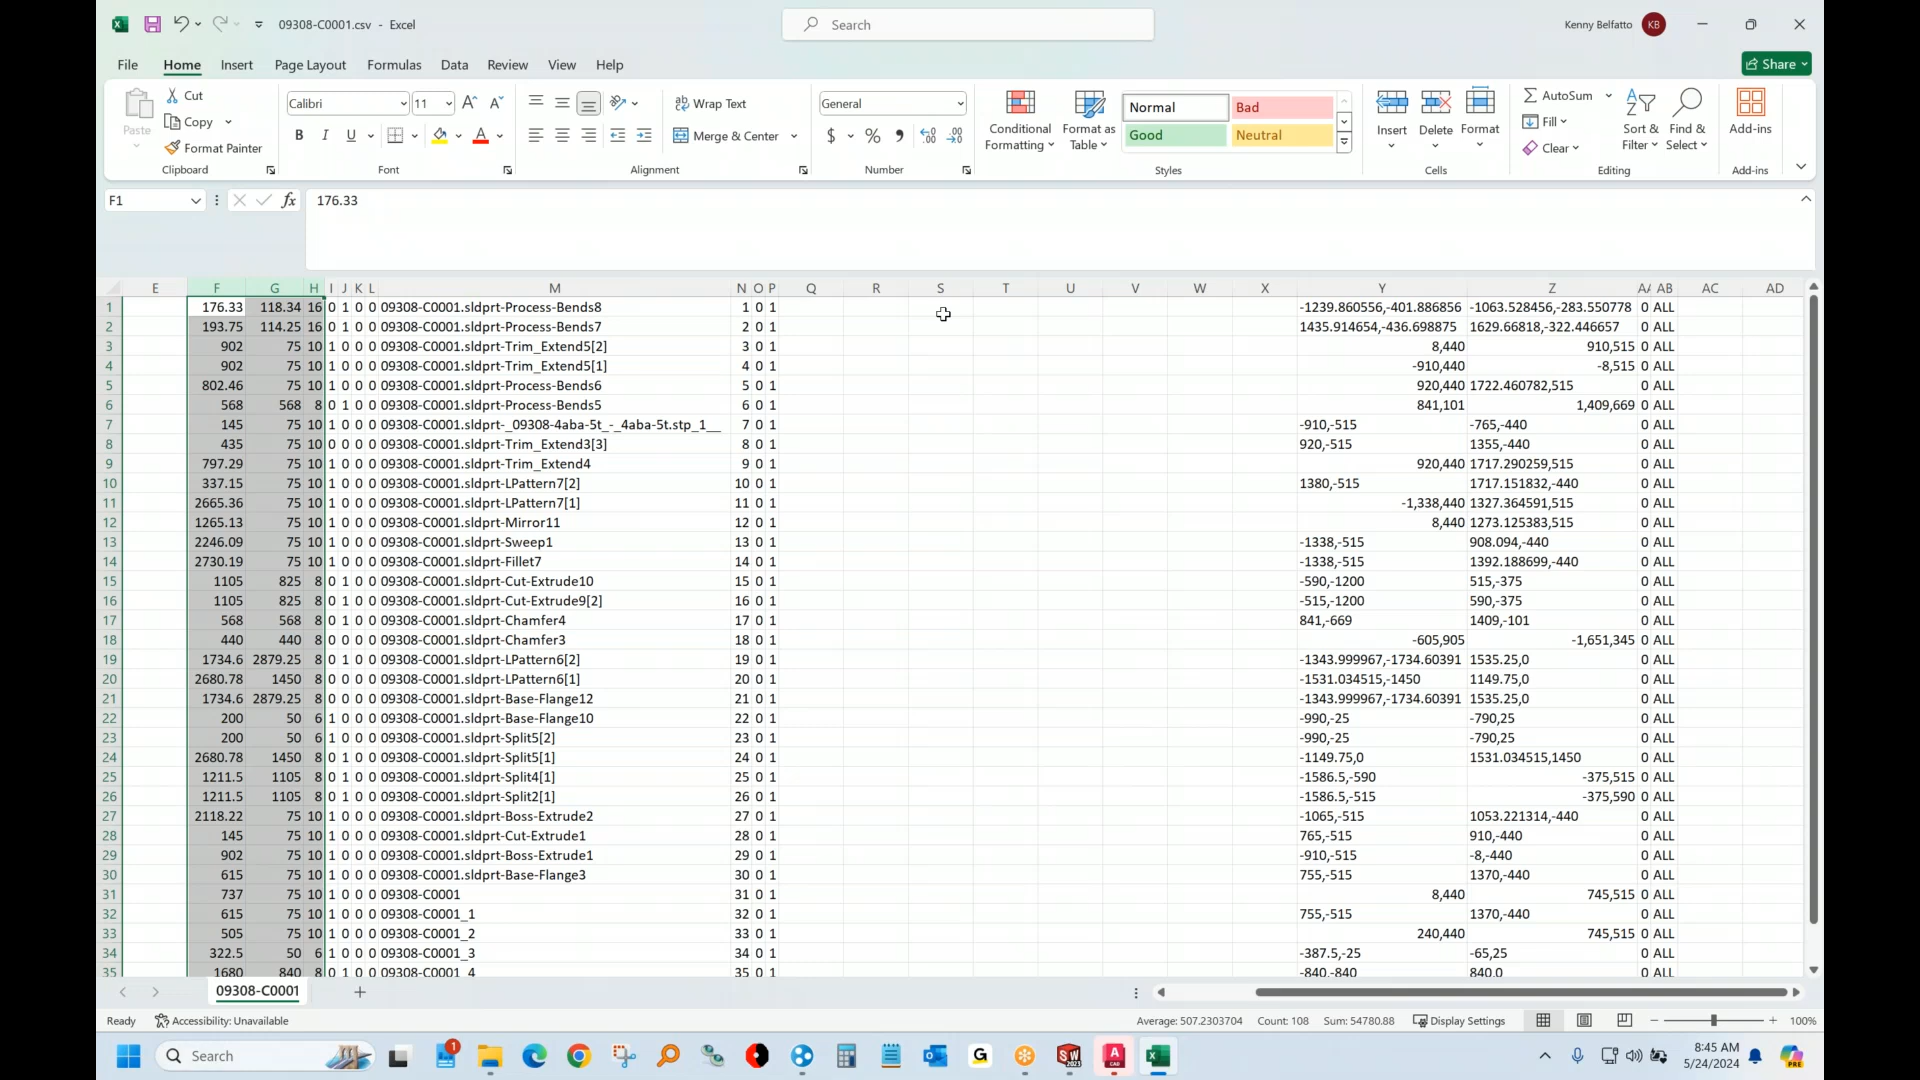 09308-C0001.csv - Excel
Search
Kenny Belfatto KB
File Home Insert Page Layout Formulas Data Review View Help
Share
Paste
Cut
Copy
Format Painter
Clipboard
Calibri 11
B I U
Font
Wrap Text
Merge & Center
Alignment
General
$ % 9
Number
Conditional Formatting
Format as Table
Normal Bad
Good Neutral
Styles
Insert Delete Format
Cells
AutoSum
Fill
Clear
Sort & Filter
Find & Select
Editing
Add-ins
Add-ins
F1 fx 176.33
E F G H I J K L M N O P Q R S T U V W X Y Z AA AB AC AD
1 176.33 118.34 16 0 1 0 0 09308-C0001.sldprt-Process-Bends8 1 0 1 -1239.860556,-401.886856 -1063.528456,-283.550778 0 ALL
2 193.75 114.25 16 0 1 0 0 09308-C0001.sldprt-Process-Bends7 2 0 1 1435.914654,-436.698875 1629.66818,-322.446657 0 ALL
3 902 75 10 1 0 0 0 09308-C0001.sldprt-Trim_Extend5[2] 3 0 1 8,440 910,515 0 ALL
4 902 75 10 1 0 0 0 09308-C0001.sldprt-Trim_Extend5[1] 4 0 1 -910,440 -8,515 0 ALL
5 802.46 75 10 1 0 0 0 09308-C0001.sldprt-Process-Bends6 5 0 1 920,440 1722.460782,515 0 ALL
6 568 568 8 0 1 0 0 09308-C0001.sldprt-Process-Bends5 6 0 1 841,101 1,409,669 0 ALL
7 145 75 10 1 0 0 0 09308-C0001.sldprt-_09308-4aba-5t_-_4aba-5t.stp_1__ 7 0 1 -910,-515 -765,-440 0 ALL
8 435 75 10 0 0 0 0 09308-C0001.sldprt-Trim_Extend3[3] 8 0 1 920,-515 1355,-440 0 ALL
9 797.29 75 10 1 0 0 0 09308-C0001.sldprt-Trim_Extend4 9 0 1 920,440 1717.290259,515 0 ALL
10 337.15 75 10 1 0 0 0 09308-C0001.sldprt-LPattern7[2] 10 0 1 1380,-515 1717.151832,-440 0 ALL
11 2665.36 75 10 1 0 0 0 09308-C0001.sldprt-LPattern7[1] 11 0 1 -1,338,440 1327.364591,515 0 ALL
12 1265.13 75 10 1 0 0 0 09308-C0001.sldprt-Mirror11 12 0 1 8,440 1273.125383,515 0 ALL
13 2246.09 75 10 1 0 0 0 09308-C0001.sldprt-Sweep1 13 0 1 -1338,-515 908.094,-440 0 ALL
14 2730.19 75 10 1 0 0 0 09308-C0001.sldprt-Fillet7 14 0 1 -1338,-515 1392.188699,-440 0 ALL
15 1105 825 8 0 1 0 0 09308-C0001.sldprt-Cut-Extrude10 15 0 1 -590,-1200 515,-375 0 ALL
16 1105 825 8 0 1 0 0 09308-C0001.sldprt-Cut-Extrude9[2] 16 0 1 -515,-1200 590,-375 0 ALL
17 568 568 8 0 1 0 0 09308-C0001.sldprt-Chamfer4 17 0 1 841,-669 1409,-101 0 ALL
18 440 440 8 0 0 0 0 09308-C0001.sldprt-Chamfer3 18 0 1 -605,905 -1,651,345 0 ALL
19 1734.6 2879.25 8 0 1 0 0 09308-C0001.sldprt-LPattern6[2] 19 0 1 -1343.999967,-1734.60391 1535.25,0 0 ALL
20 2680.78 1450 8 0 0 0 0 09308-C0001.sldprt-LPattern6[1] 20 0 1 -1531.034515,-1450 1149.75,0 0 ALL
21 1734.6 2879.25 8 0 0 0 0 09308-C0001.sldprt-Base-Flange12 21 0 1 -1343.999967,-1734.60391 1535.25,0 0 ALL
22 200 50 6 1 0 0 0 09308-C0001.sldprt-Base-Flange10 22 0 1 -990,-25 -790,25 0 ALL
23 200 50 6 1 0 0 0 09308-C0001.sldprt-Split5[2] 23 0 1 -990,-25 -790,25 0 ALL
24 2680.78 1450 8 0 1 0 0 09308-C0001.sldprt-Split5[1] 24 0 1 -1149.75,0 1531.034515,1450 0 ALL
25 1211.5 1105 8 0 1 0 0 09308-C0001.sldprt-Split4[1] 25 0 1 -1586.5,-590 -375,515 0 ALL
26 1211.5 1105 8 0 1 0 0 09308-C0001.sldprt-Split2[1] 26 0 1 -1586.5,-515 -375,590 0 ALL
27 2118.22 75 10 1 0 0 0 09308-C0001.sldprt-Boss-Extrude2 27 0 1 -1065,-515 1053.221314,-440 0 ALL
28 145 75 10 1 0 0 0 09308-C0001.sldprt-Cut-Extrude1 28 0 1 765,-515 910,-440 0 ALL
29 902 75 10 1 0 0 0 09308-C0001.sldprt-Boss-Extrude1 29 0 1 -910,-515 -8,-440 0 ALL
30 615 75 10 1 0 0 0 09308-C0001.sldprt-Base-Flange3 30 0 1 755,-515 1370,-440 0 ALL
31 737 75 10 1 0 0 0 09308-C0001 31 0 1 8,440 745,515 0 ALL
32 615 75 10 1 0 0 0 09308-C0001_1 32 0 1 755,-515 1370,-440 0 ALL
33 505 75 10 1 0 0 0 09308-C0001_2 33 0 1 240,440 745,515 0 ALL
34 322.5 50 6 1 0 0 0 09308-C0001_3 34 0 1 -387.5,-25 -65,25 0 ALL
35 1680 840 8 0 1 0 0 09308-C0001_4 35 0 1 -840,-840 840,0 0 ALL
09308-C0001
Ready Accessibility: Unavailable Average: 507.2303704 Count: 108 Sum: 54780.88 Display Settings 100%
Search 1 G SW 2023 A CAD 8:45 AM
5/24/2024 PRE